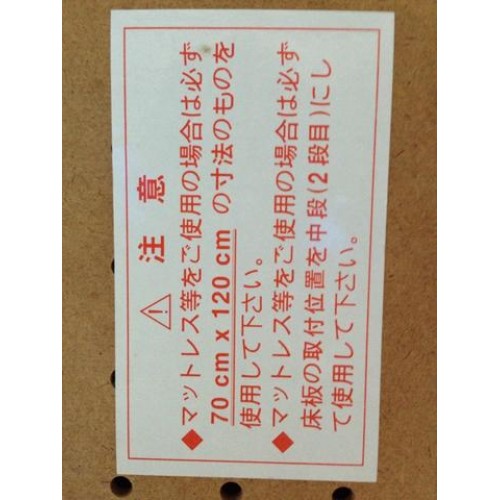 ⚠ 注意
◆マットレス等をご使用の場合は必ず
70 cm x 120 cm の寸法のものを
使用して下さい。
◆マットレス等をご使用の場合は必ず
床板の取付位置を中段(2段目)にし
て使用して下さい。